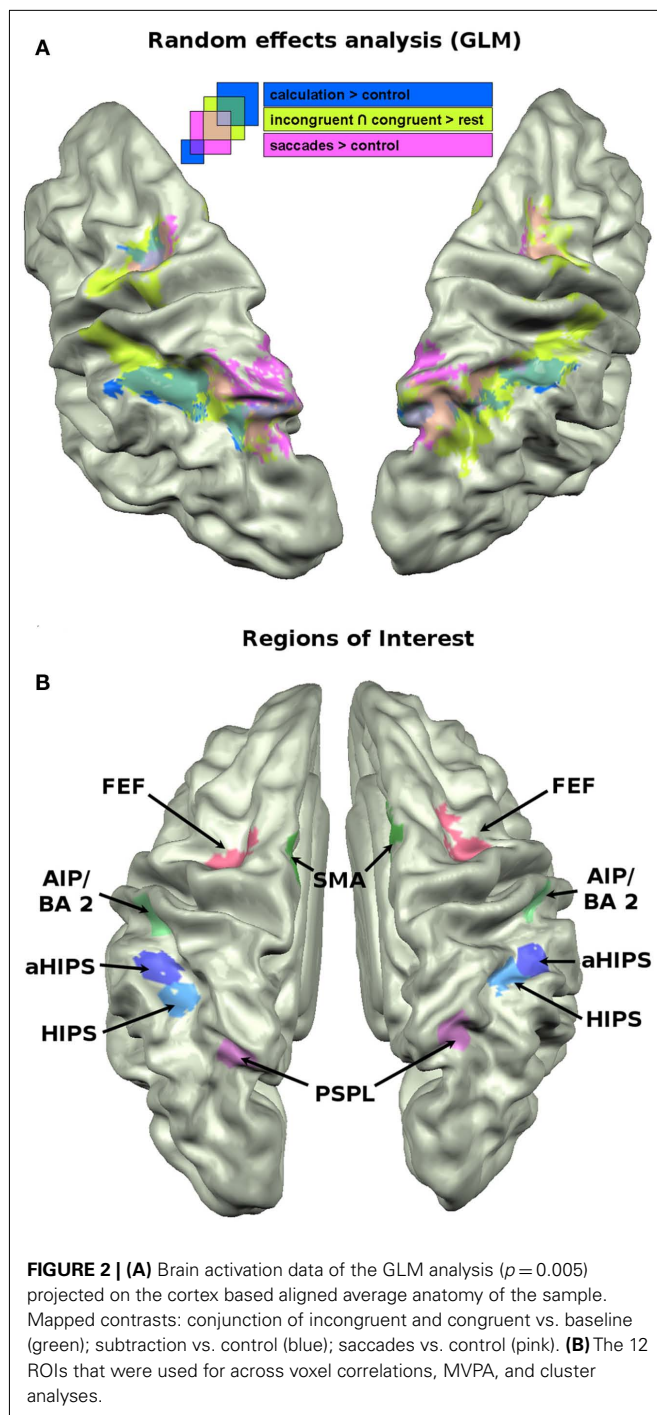 Random effects analysis (GLM)
A
calculation > control
incongruent ∩ congruent > rest
saccades > control
Regions of Interest
B
FEF
FEF
SMA
AIP/
BA 2
AIP/
BA 2
aHIPS
aHIPS
HIPS
HIPS
PSPL
FIGURE 2 | (A) Brain activation data of the GLM analysis (p = 0.005)
projected on the cortex based aligned average anatomy of the sample.
Mapped contrasts: conjunction of incongruent and congruent vs. baseline
(green); subtraction vs. control (blue); saccades vs. control (pink). (B) The 12
ROIs that were used for across voxel correlations, MVPA, and cluster
analyses.